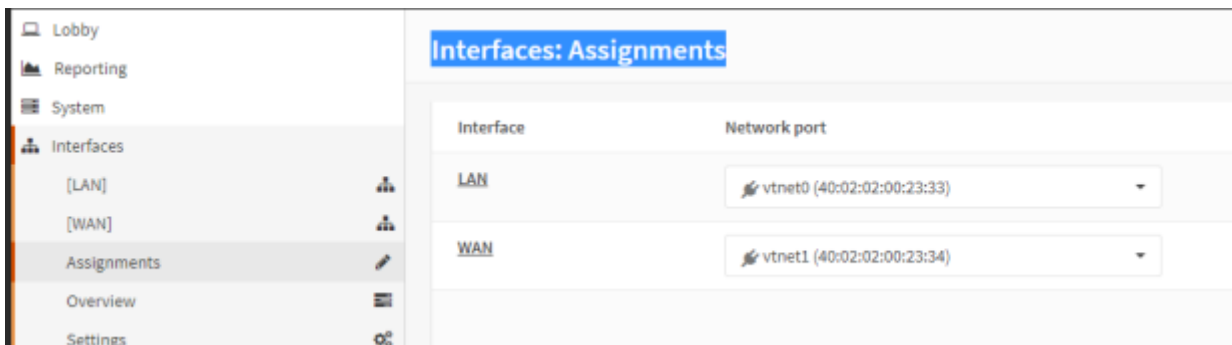 Lobby
Reporting
System
Interfaces
[LAN]
[WAN]
Assignments
Overview
Settings
Interfaces: Assignments
Interface Network port
LAN vtnet0 (40:02:02:00:23:33)
WAN vtnet1 (40:02:02:00:23:34)